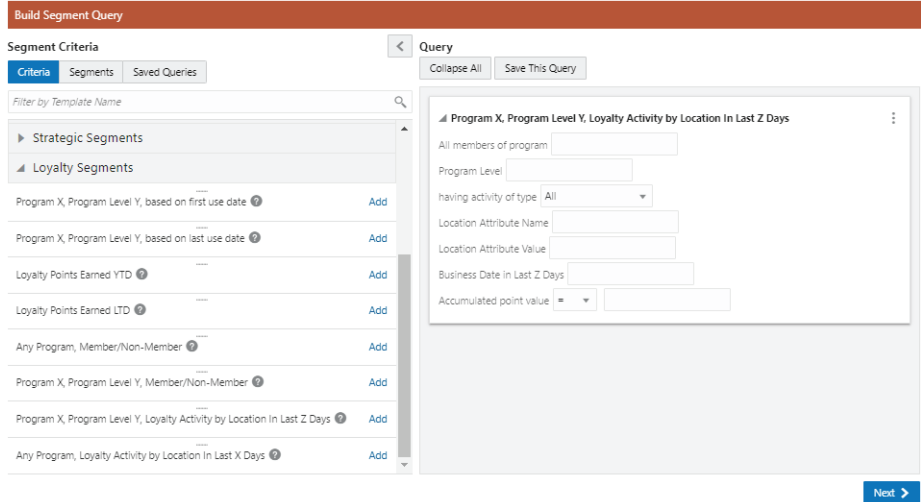 Build Segment Query
Segment Criteria
Criteria
Segments
Saved Queries
Filter by Template Name
Strategic Segments
Loyalty Segments
Program X, Program Level Y, based on first use date ? Add
Program X, Program Level Y, based on last use date ? Add
Loyalty Points Earned YTD ? Add
Loyalty Points Earned LTD ? Add
Any Program, Member/Non-Member ? Add
Program X, Program Level Y, Member/Non-Member ? Add
Program X, Program Level Y, Loyalty Activity by Location In Last Z Days ? Add
Any Program, Loyalty Activity by Location In Last X Days ? Add
Query
Collapse All
Save This Query
Program X, Program Level Y, Loyalty Activity by Location In Last Z Days
All members of program
Program Level
having activity of type All
Location Attribute Name
Location Attribute Value
Business Date in Last Z Days
Accumulated point value =
Next